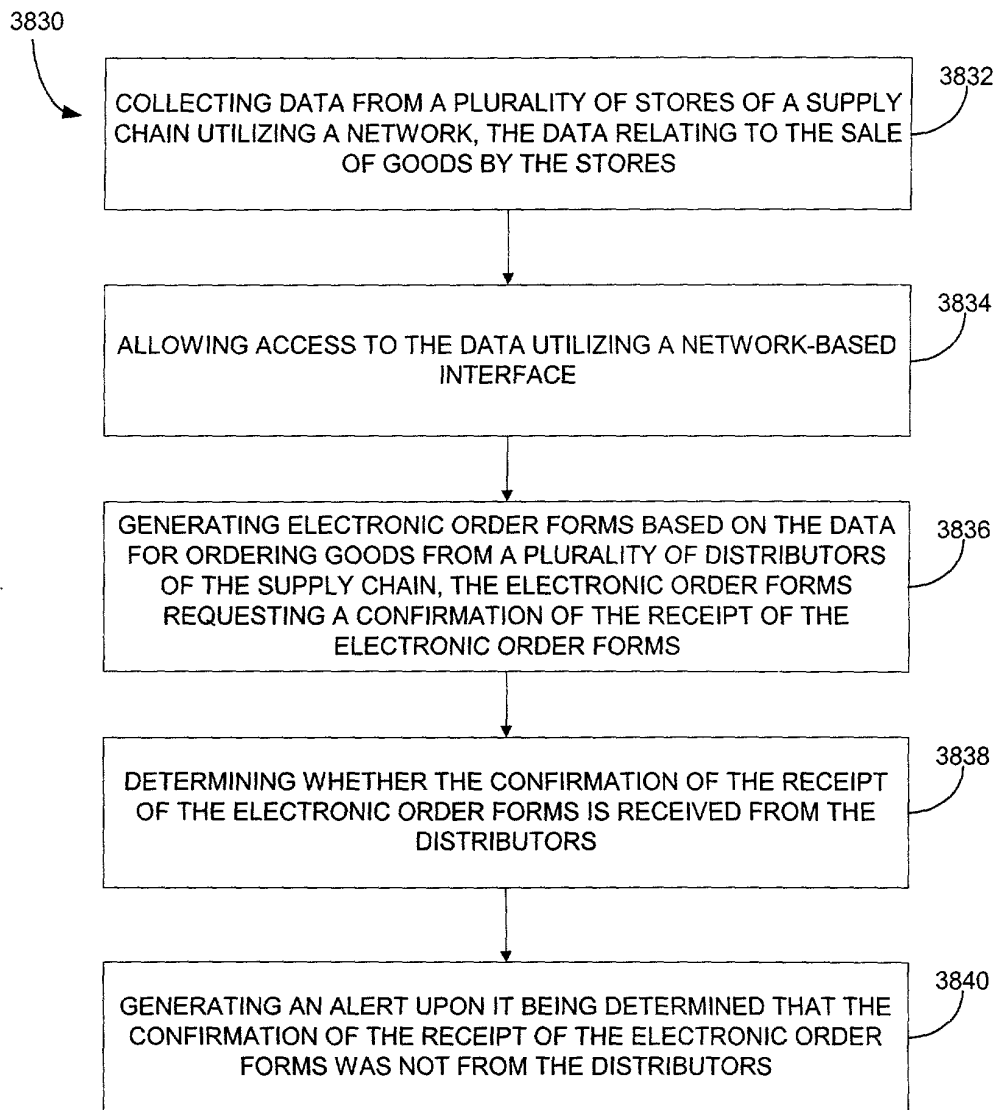 3830
3832
COLLECTING DATA FROM A PLURALITY OF STORES OF A SUPPLY
CHAIN UTILIZING A NETWORK, THE DATA RELATING TO THE SALE
OF GOODS BY THE STORES
3834
ALLOWING ACCESS TO THE DATA UTILIZING A NETWORK-BASED
INTERFACE
3836
GENERATING ELECTRONIC ORDER FORMS BASED ON THE DATA
FOR ORDERING GOODS FROM A PLURALITY OF DISTRIBUTORS
OF THE SUPPLY CHAIN, THE ELECTRONIC ORDER FORMS
REQUESTING A CONFIRMATION OF THE RECEIPT OF THE
ELECTRONIC ORDER FORMS
3838
DETERMINING WHETHER THE CONFIRMATION OF THE RECEIPT
OF THE ELECTRONIC ORDER FORMS IS RECEIVED FROM THE
DISTRIBUTORS
3840
GENERATING AN ALERT UPON IT BEING DETERMINED THAT THE
CONFIRMATION OF THE RECEIPT OF THE ELECTRONIC ORDER
FORMS WAS NOT FROM THE DISTRIBUTORS